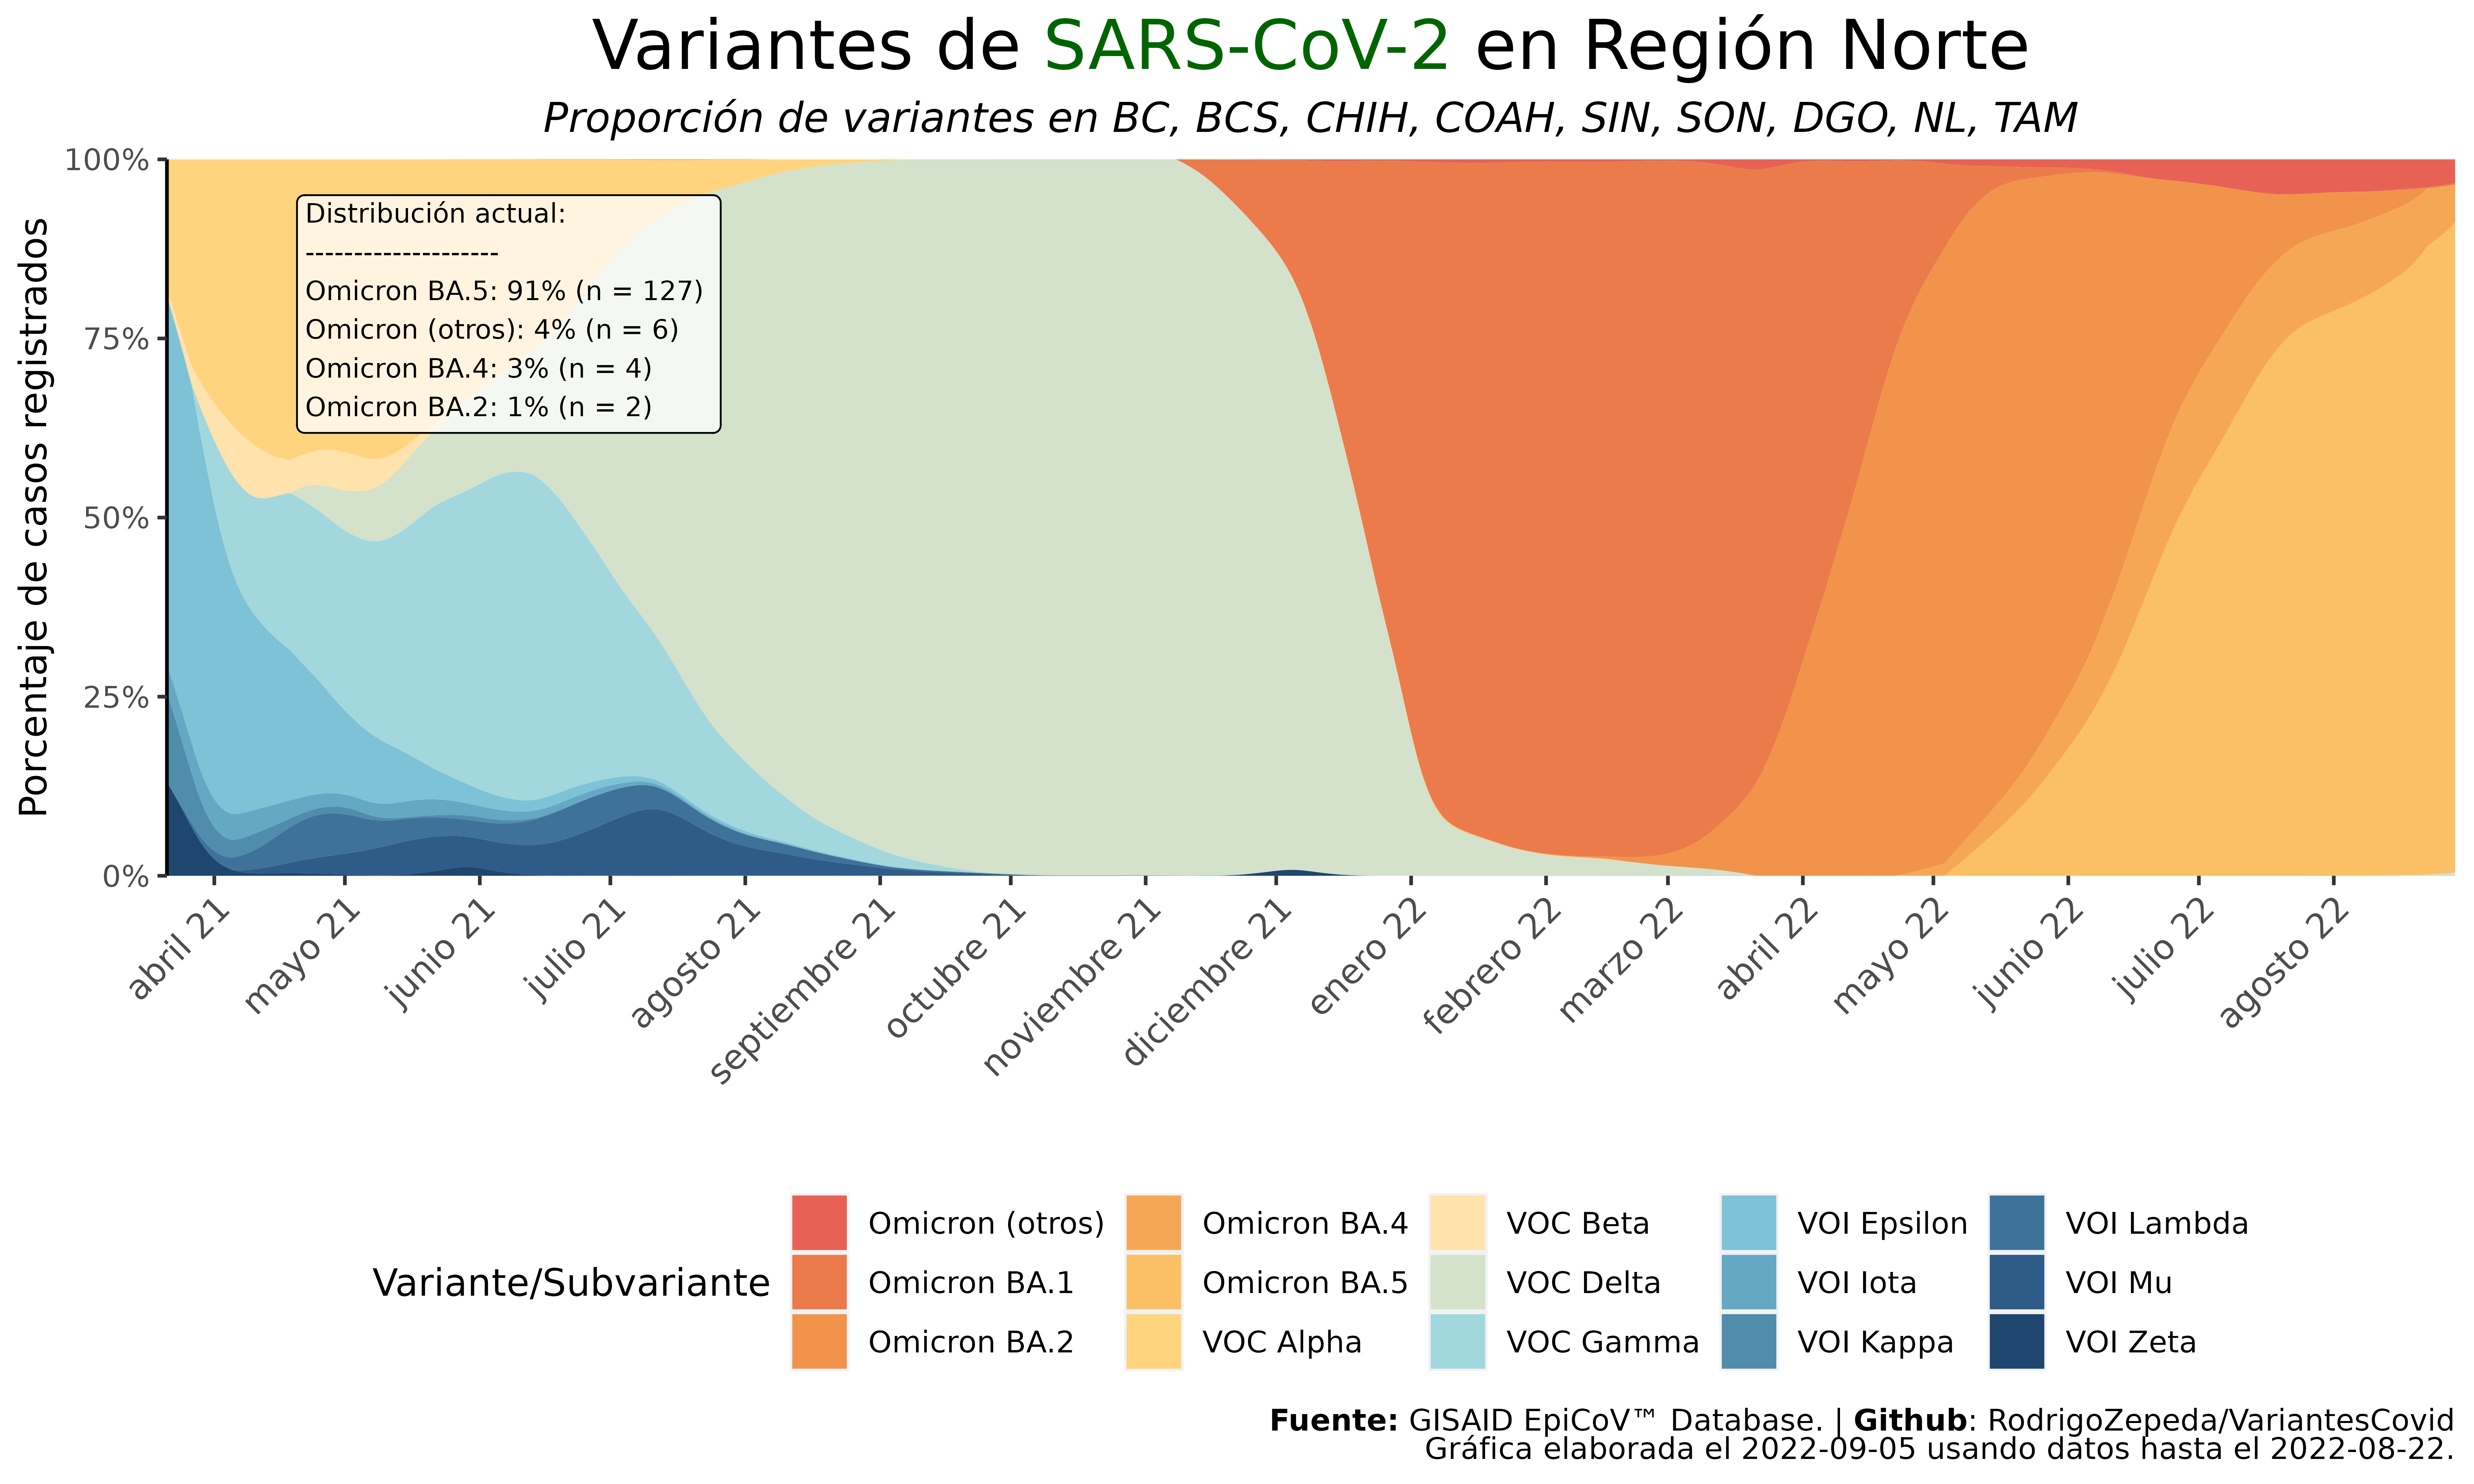 Variantes de SARS-CoV-2 en Región Norte
Proporción de variantes en BC, BCS, CHIH, COAH, SIN, SON, DGO, NL, TAM
Porcentaje de casos registrados
100%
75%
50%
25%
0%
Distribución actual:
--------------------
Omicron BA.5: 91% (n = 127)
Omicron (otros): 4% (n = 6)
Omicron BA.4: 3% (n = 4)
Omicron BA.2: 1% (n = 2)
abril 21
mayo 21
junio 21
julio 21
agosto 21
septiembre 21
octubre 21
noviembre 21
diciembre 21
enero 22
febrero 22
marzo 22
abril 22
mayo 22
junio 22
julio 22
agosto 22
Variante/Subvariante
Omicron (otros)
Omicron BA.1
Omicron BA.2
Omicron BA.4
Omicron BA.5
VOC Alpha
VOC Beta
VOC Delta
VOC Gamma
VOI Epsilon
VOI Iota
VOI Kappa
VOI Lambda
VOI Mu
VOI Zeta
Fuente: GISAID EpiCoV™ Database. | Github: RodrigoZepeda/VariantesCovid
Gráfica elaborada el 2022-09-05 usando datos hasta el 2022-08-22.